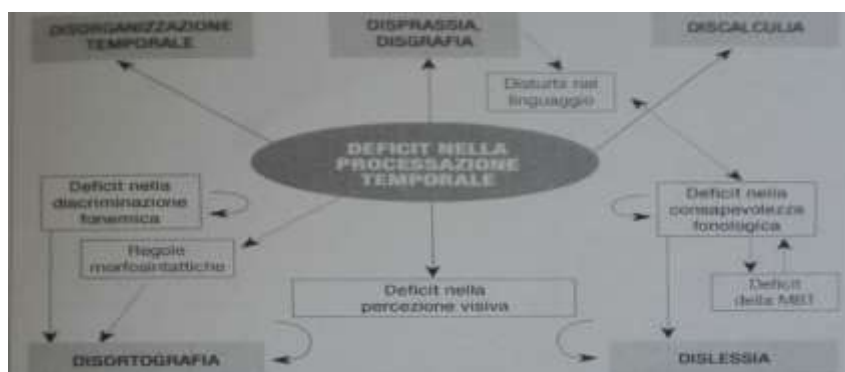 DISORGANIZZAZIONE
TEMPORALE
DISPRASSIA,
DISGRAFIA
DISCALCULIA
Disturbi nel
linguaggio
DEFICIT NELLA
PROCESSAZIONE
TEMPORALE
Deficit nella
discriminazione
fonemica
Deficit nella
consapevolezza
fonologica
Regole
morfosintattiche
Deficit nella
percezione visiva
Deficit
della MBT
DISORTOGRAFIA
DISLESSIA